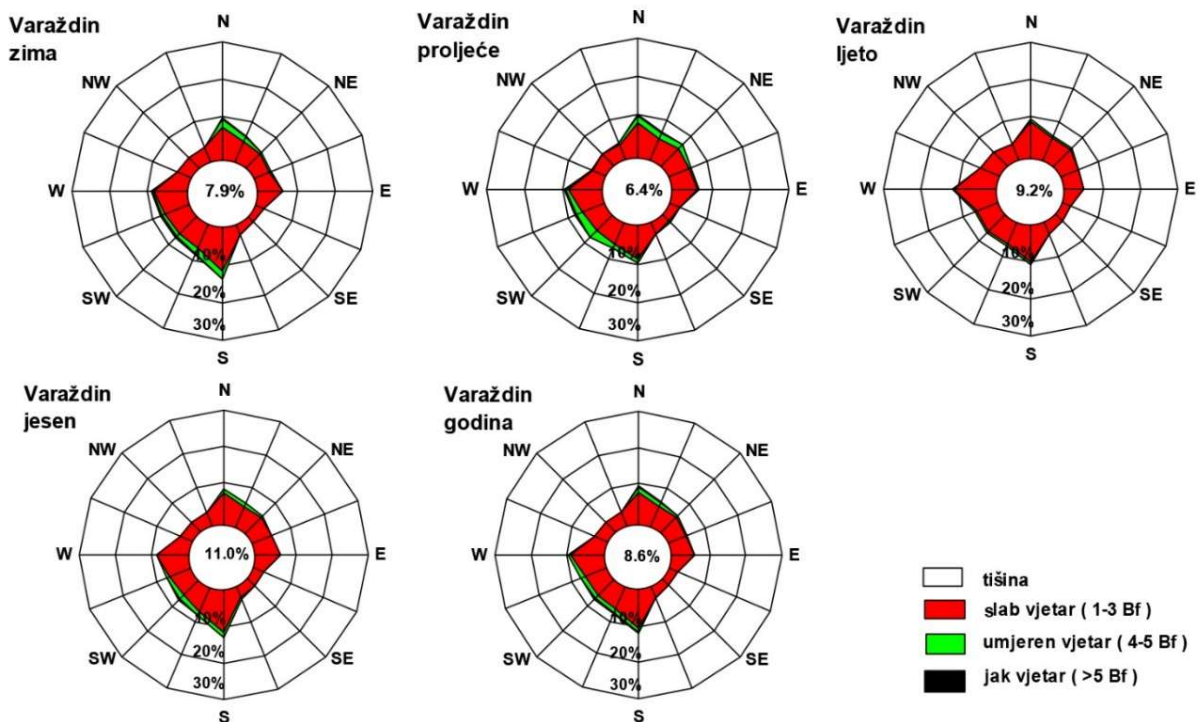 Varaždin
zima
N
NW
NE
W
7.9%
E
10%
20%
30%
SW
SE
S
Varaždin
proljeće
N
NW
NE
W
6.4%
E
10%
20%
30%
SW
SE
S
Varaždin
ljeto
N
NW
NE
W
9.2%
E
10%
20%
30%
SW
SE
S
Varaždin
jesen
N
NW
NE
W
11.0%
E
10%
20%
30%
SW
SE
S
Varaždin
godina
N
NW
NE
W
8.6%
E
10%
20%
30%
SW
SE
S
tišina
slab vjetar ( 1-3 Bf )
umjeren vjetar ( 4-5 Bf )
jak vjetar ( >5 Bf )